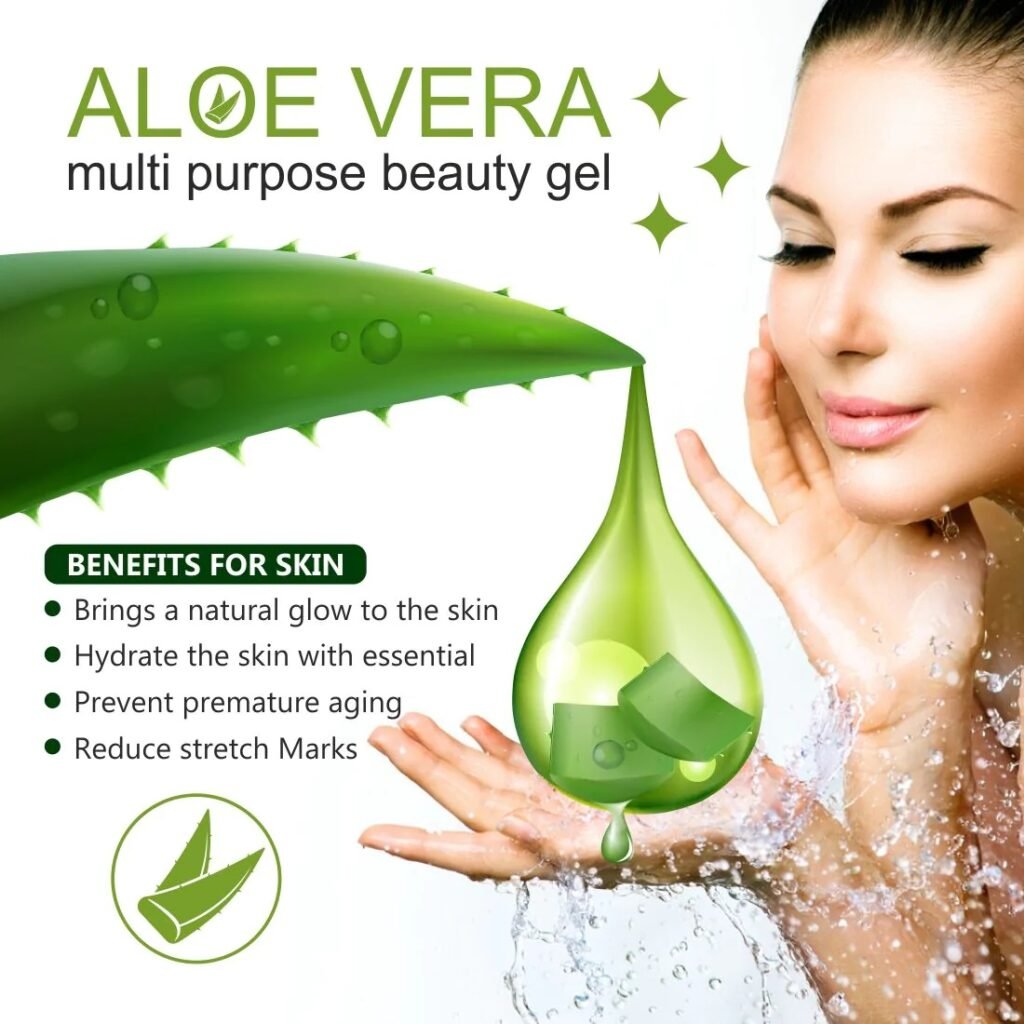 ALOE VERA
multi purpose beauty gel
BENEFITS FOR SKIN
Brings a natural glow to the skin
Hydrate the skin with essential
Prevent premature aging
Reduce stretch Marks